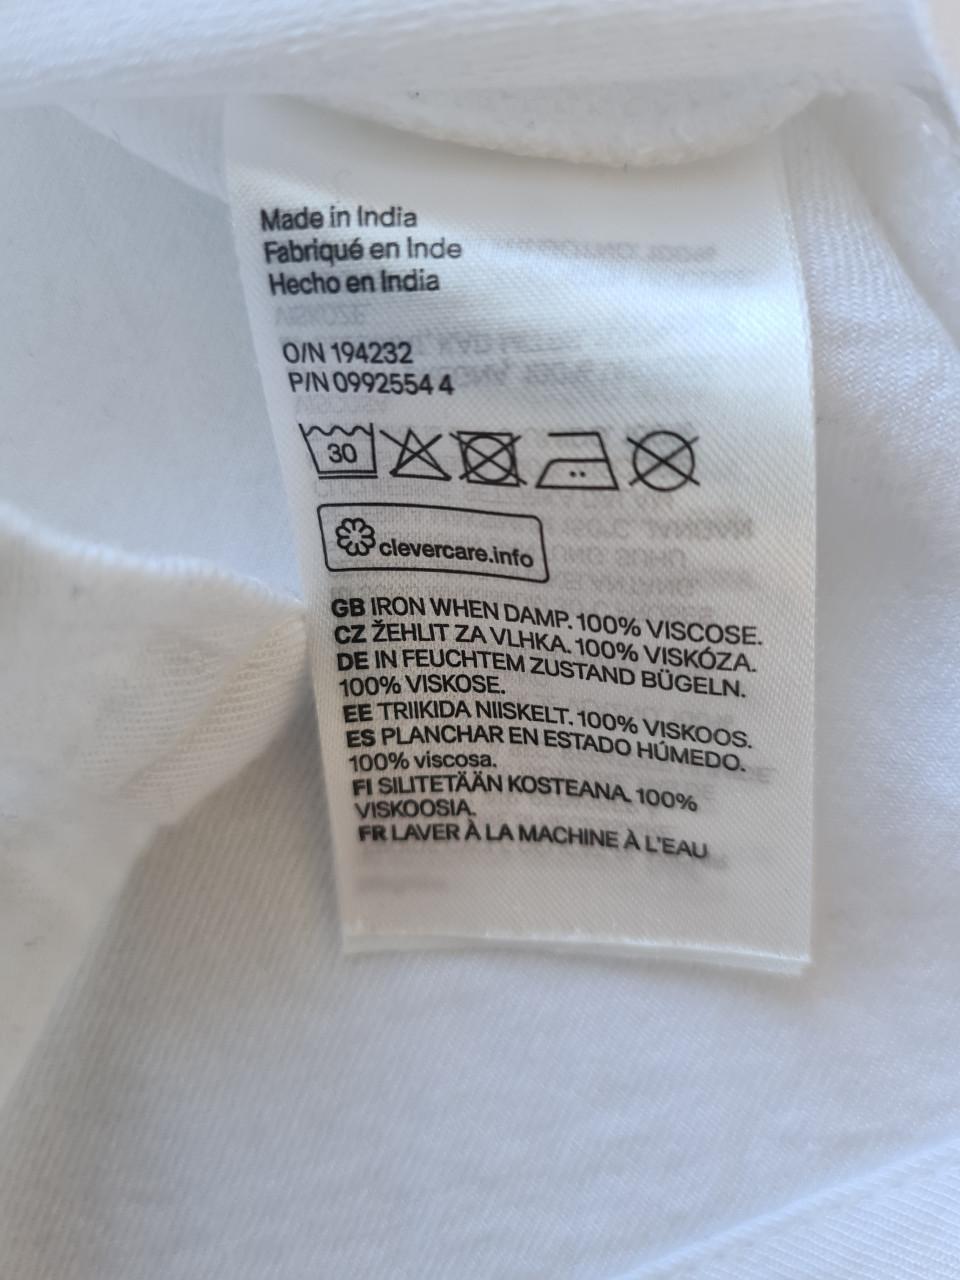 Made in India
Fabriqué en Inde
Hecho en India
O/N 194232
P/N 0992554 4
30
clevercare.info
GB IRON WHEN DAMP. 100% VISCOSE.
CZ ŽEHLIT ZA VLHKA. 100% VISKÓZA.
DE IN FEUCHTEM ZUSTAND BÜGELN.
100% VISKOSE.
EE TRIIKIDA NIISKELT. 100% VISKOOS.
ES PLANCHAR EN ESTADO HÚMEDO.
100% viscosa.
FI SILITETÄÄN KOSTEANA. 100%
VISKOOSIA.
FR LAVER À LA MACHINE À L'EAU